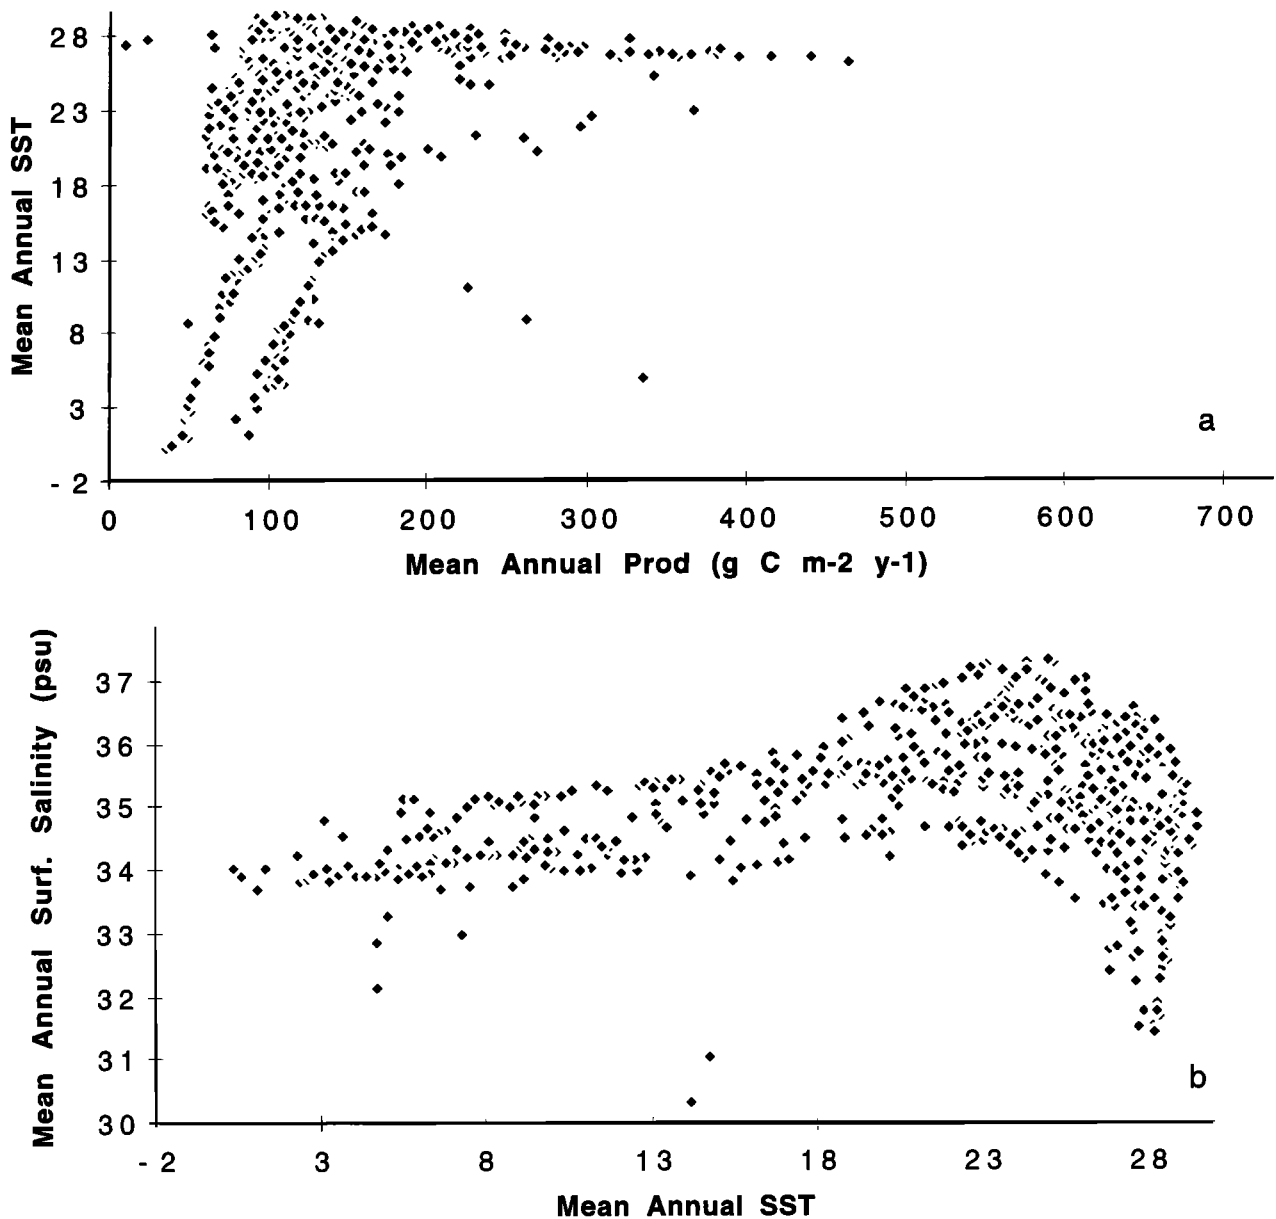 Mean Annual SST
28
23
18
13
8
3
- 2
0 100 200 300 400 500 600 700
Mean Annual Prod (g C m-2 y-1)
a
Mean Annual Surf. Salinity (psu)
37
36
35
34
33
32
31
30
- 2 3 8 13 18 23 28
Mean Annual SST
b